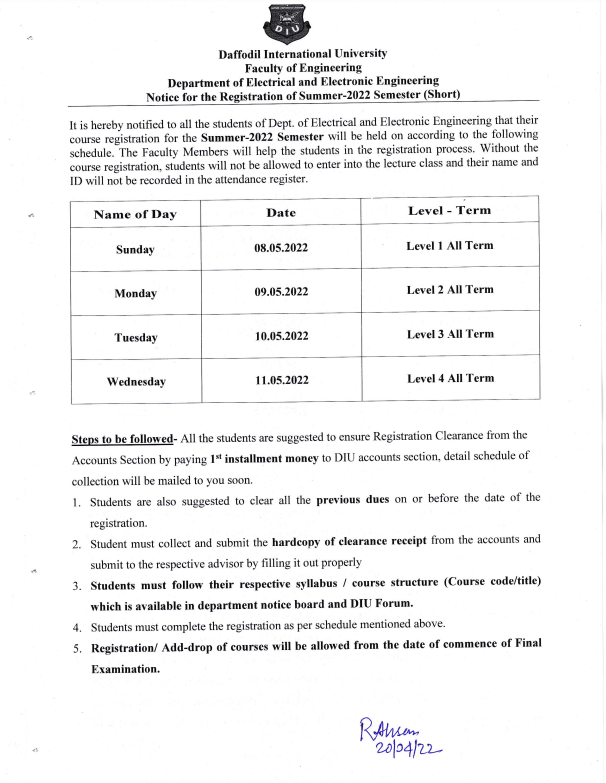 DIU
Daffodil International University
Faculty of Engineering
Department of Electrical and Electronic Engineering
Notice for the Registration of Summer-2022 Semester (Short)
It is hereby notified to all the students of Dept. of Electrical and Electronic Engineering that their
course registration for the Summer-2022 Semester will be held on according to the following
schedule. The Faculty Members will help the students in the registration process. Without the
course registration, students will not be allowed to enter into the lecture class and their name and
ID will not be recorded in the attendance register.
Name of Day Date Level - Term
Sunday 08.05.2022 Level 1 All Term
Monday 09.05.2022 Level 2 All Term
Tuesday 10.05.2022 Level 3 All Term
Wednesday 11.05.2022 Level 4 All Term
Steps to be followed- All the students are suggested to ensure Registration Clearance from the
Accounts Section by paying 1st installment money to DIU accounts section, detail schedule of
collection will be mailed to you soon.
1. Students are also suggested to clear all the previous dues on or before the date of the
registration.
2. Student must collect and submit the hardcopy of clearance receipt from the accounts and
submit to the respective advisor by filling it out properly
3. Students must follow their respective syllabus / course structure (Course code/title)
which is available in department notice board and DIU Forum.
4. Students must complete the registration as per schedule mentioned above.
5. Registration/ Add-drop of courses will be allowed from the date of commence of Final
Examination.
20/04/22